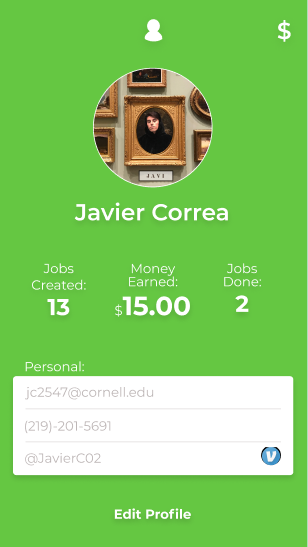 $
JAVI
Javier Correa
Jobs Created:
13
Money Earned:
$15.00
Jobs Done:
2
Personal:
jc2547@cornell.edu
(219)-201-5691
@JavierC02
Edit Profile